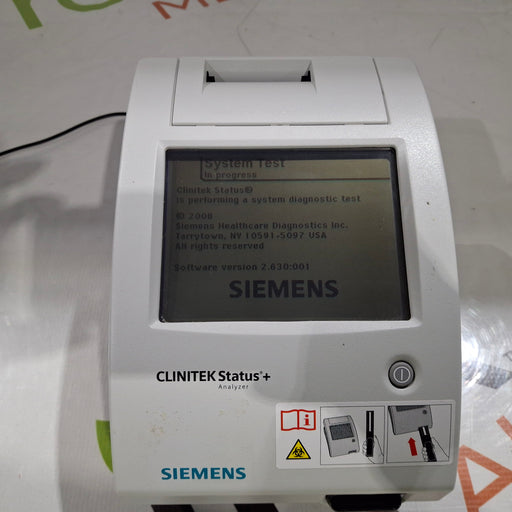 System Test
In progress
Clinitek Status®
is performing a system diagnostic test
© 2008
Siemens Healthcare Diagnostics Inc.
Tarrytown, NY 10591-5097 USA
All rights reserved
Software version 2.630:001
SIEMENS
CLINITEK Status®+
Analyzer
SIEMENS